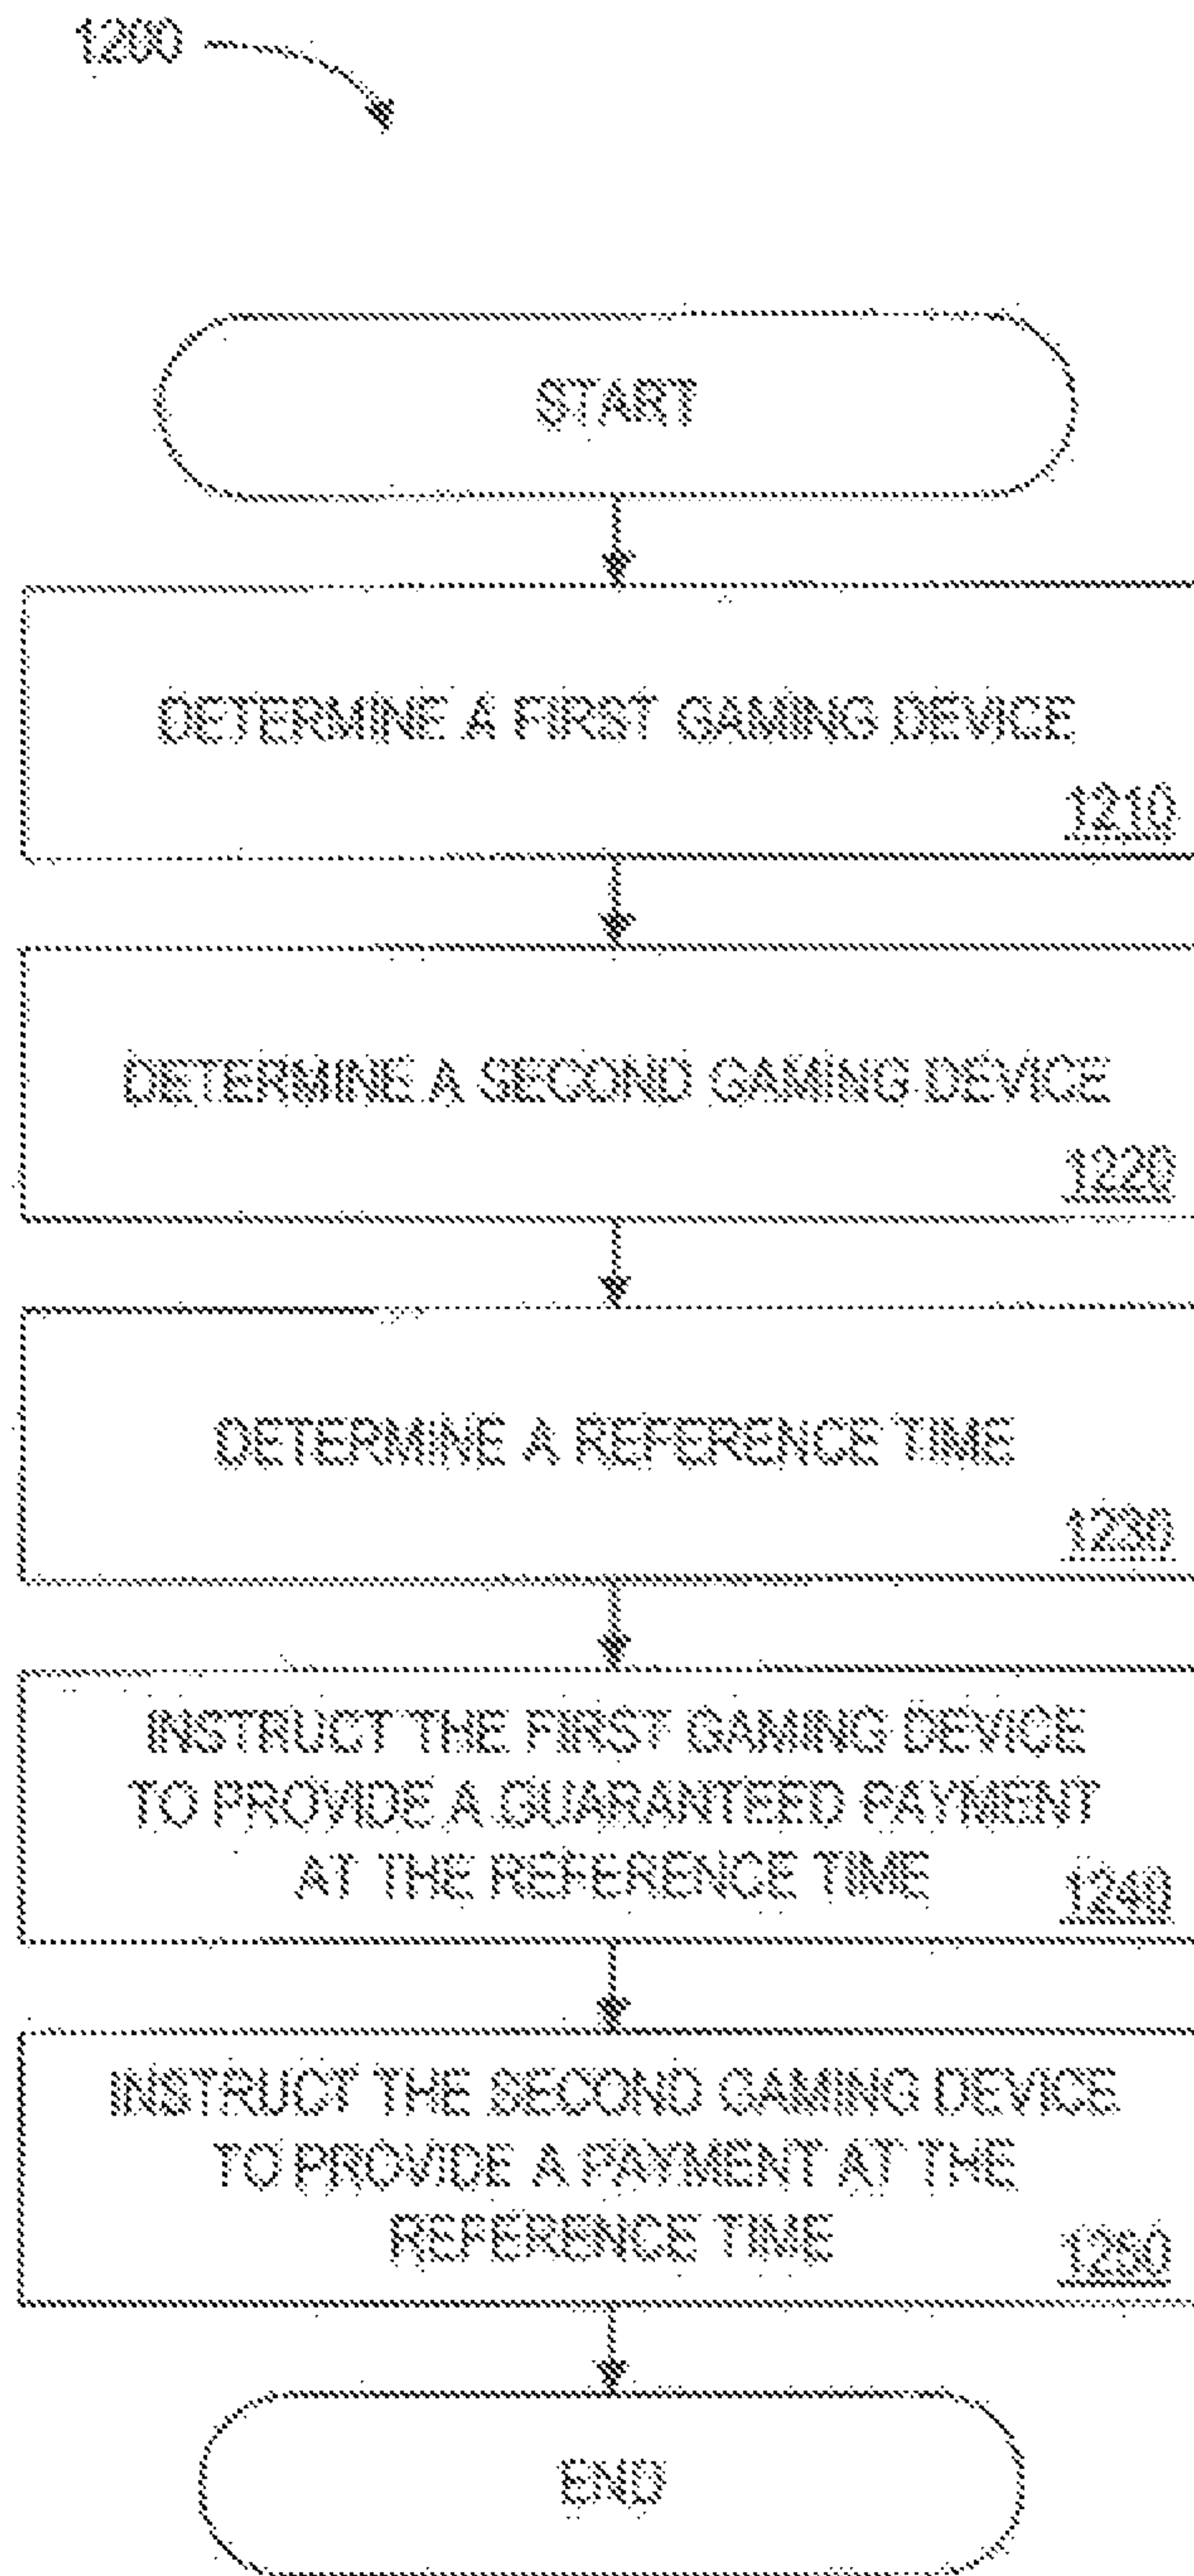 1200
START
DETERMINE A FIRST GAMING DEVICE
1210
DETERMINE A SECOND GAMING DEVICE
1220
DETERMINE A REFERENCE TIME
1230
INSTRUCT THE FIRST GAMING DEVICE
TO PROVIDE A GUARANTEED PAYMENT
AT THE REFERENCE TIME
1240
INSTRUCT THE SECOND GAMING DEVICE
TO PROVIDE A PAYMENT AT THE
REFERENCE TIME
1250
END